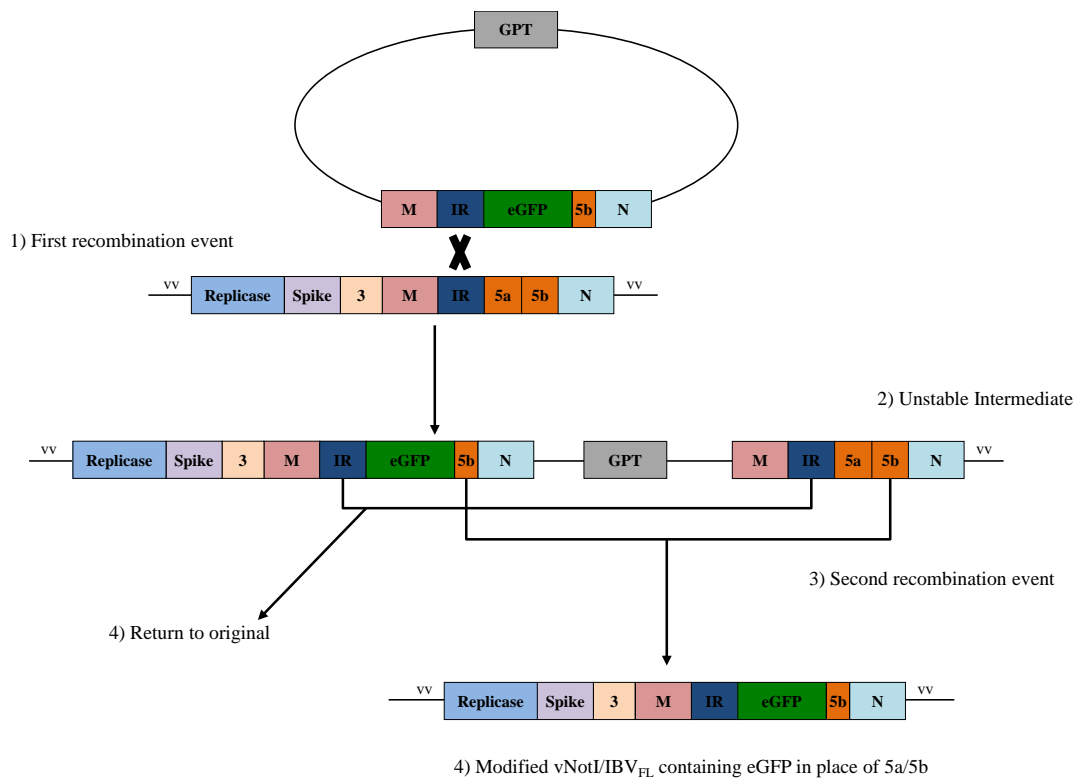 GPT
M IR eGFP 5b N
1) First recombination event
vv Replicase Spike 3 M IR 5a 5b N vv
2) Unstable Intermediate
vv Replicase Spike 3 M IR eGFP 5b N GPT M IR 5a 5b N vv
3) Second recombination event
4) Return to original
vv Replicase Spike 3 M IR eGFP 5b N vv
4) Modified vNotI/IBVFL containing eGFP in place of 5a/5b